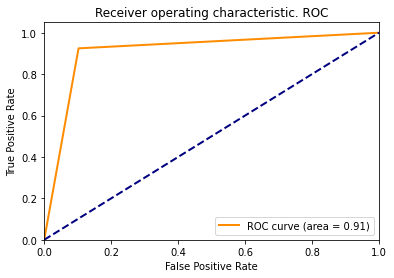 Receiver operating characteristic. ROC
True Positive Rate
1.0
0.8
0.6
0.4
0.2
0.0
ROC curve (area = 0.91)
0.0 0.2 0.4 0.6 0.8 1.0
False Positive Rate